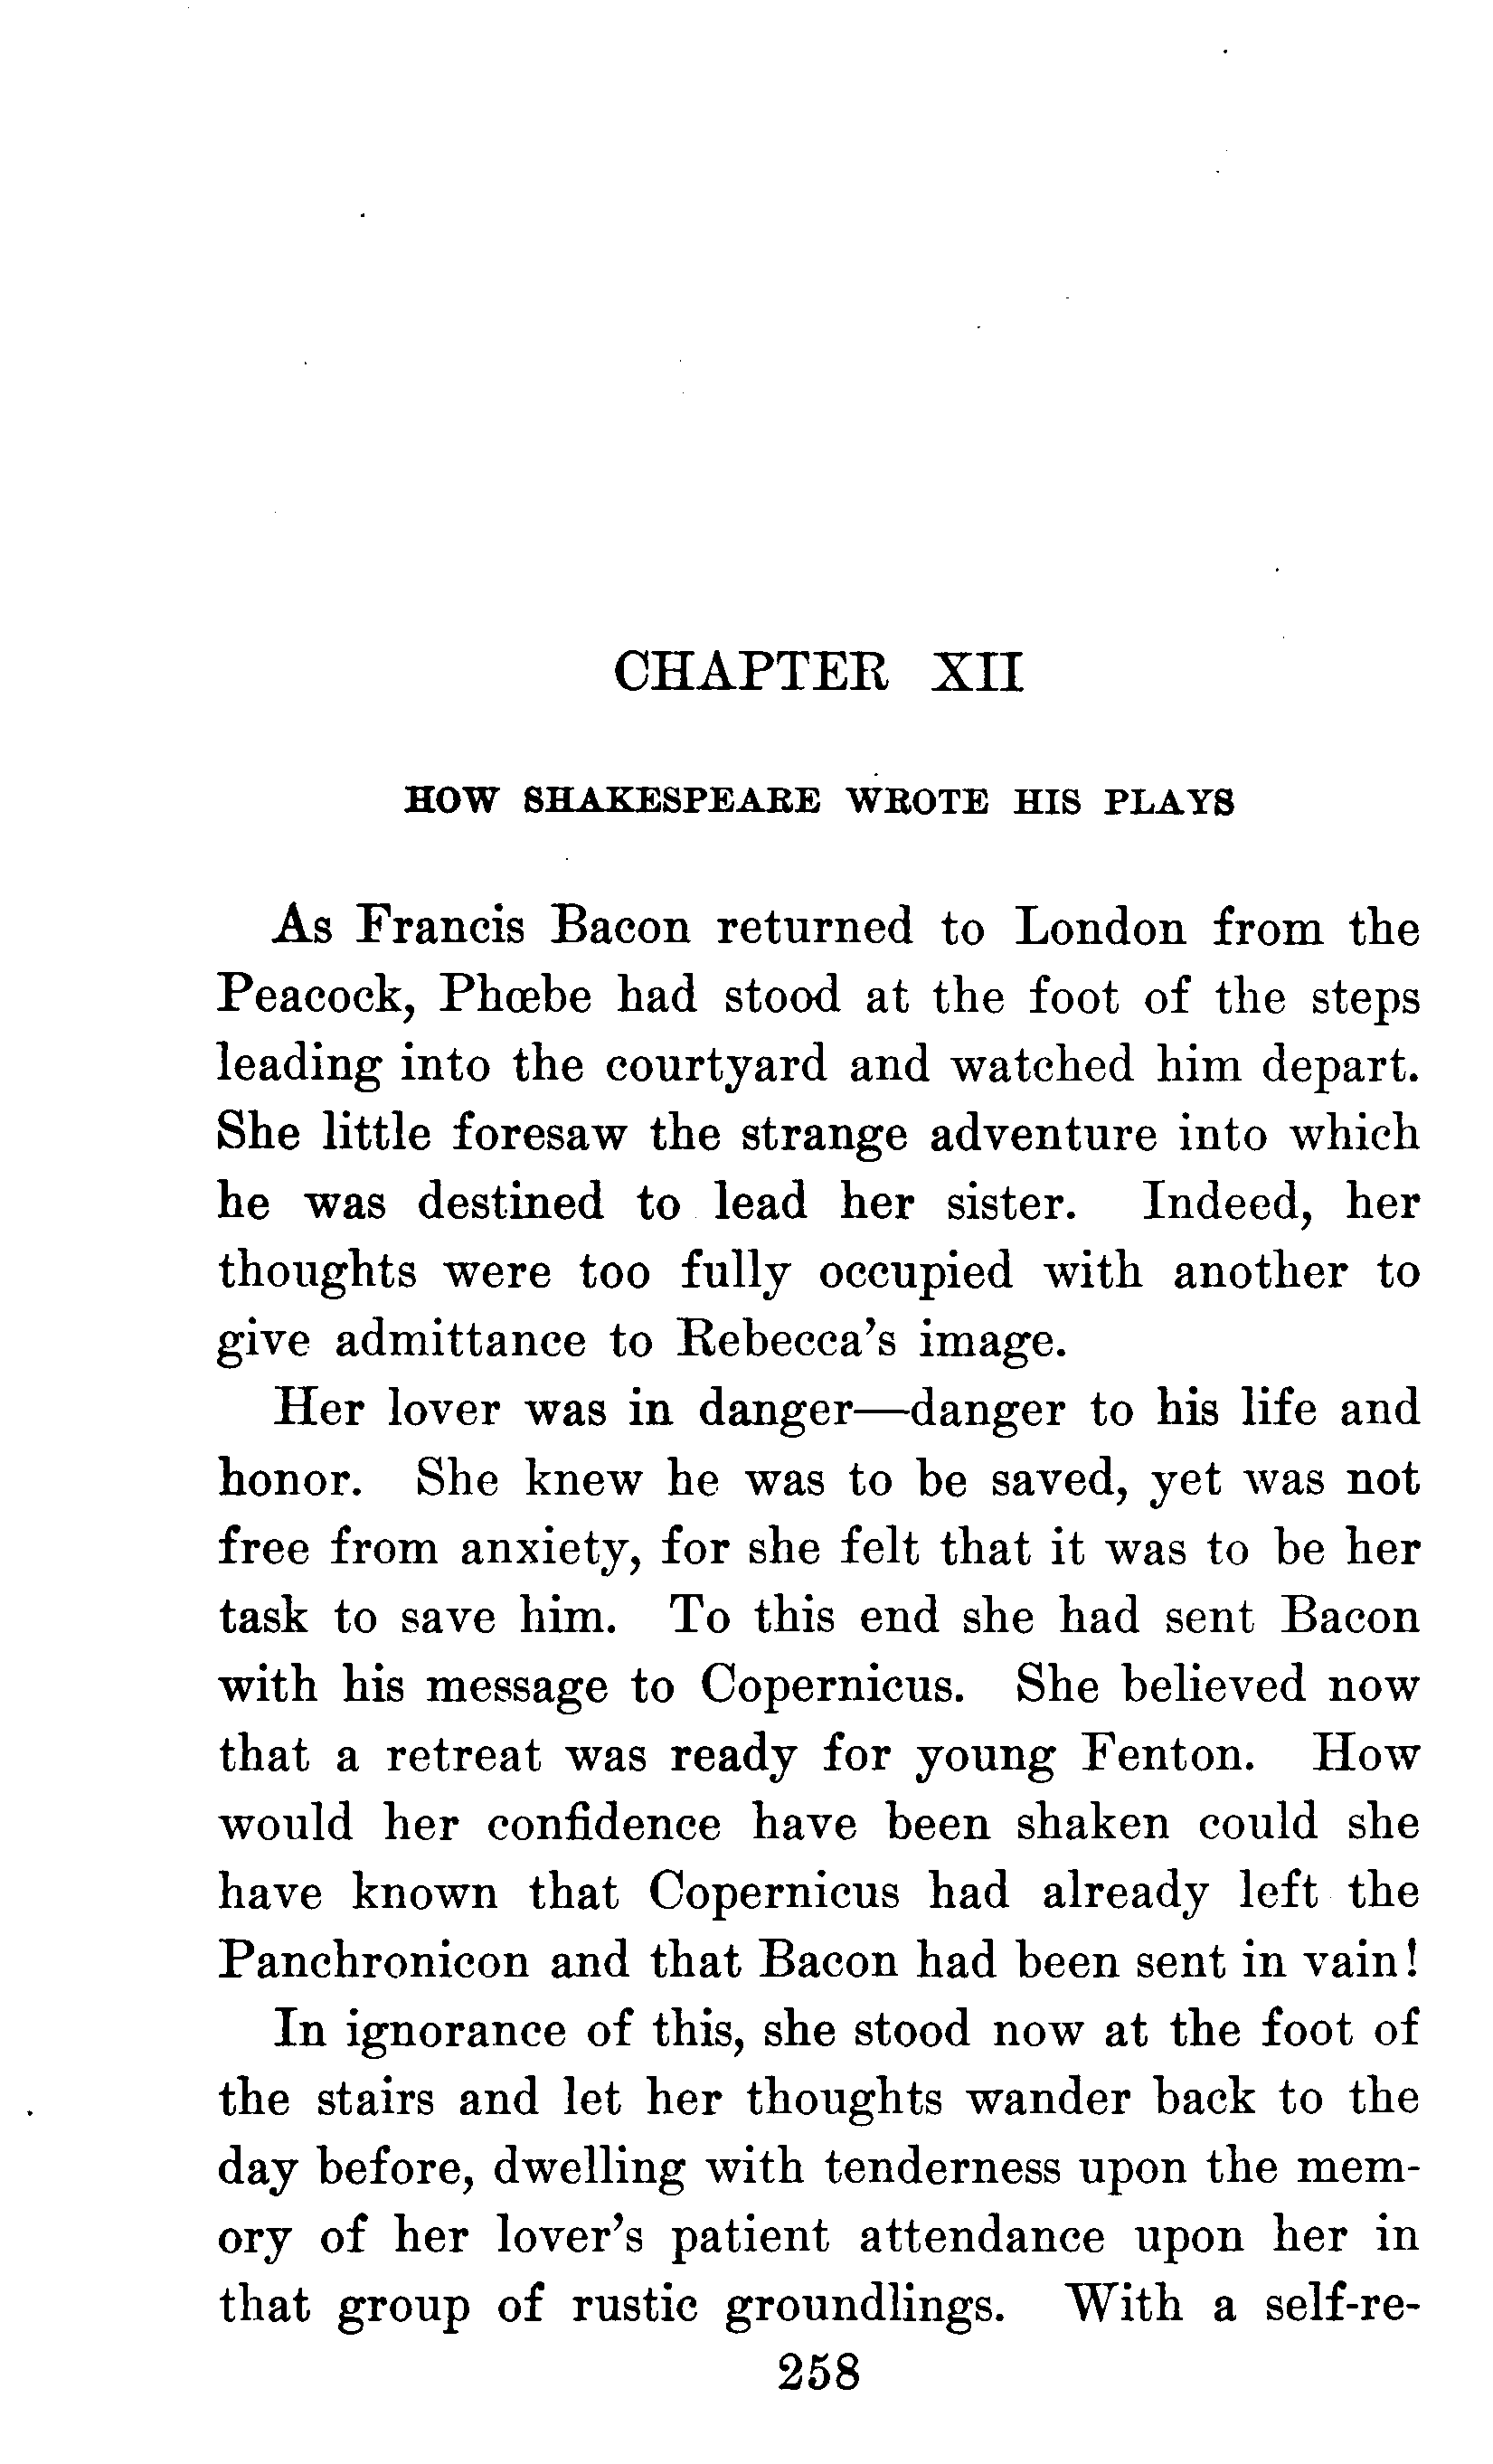 CHAPTER XII
HOW SHAKESPEARE WROTE HIS PLAYS
As Francis Bacon returned to London from the
Peacock, Phœbe had stood at the foot of the steps
leading into the courtyard and watched him depart.
She little foresaw the strange adventure into which
he was destined to lead her sister. Indeed, her
thoughts were too fully occupied with another to
give admittance to Rebecca's image.
Her lover was in danger—danger to his life and
honor. She knew he was to be saved, yet was not
free from anxiety, for she felt that it was to be her
task to save him. To this end she had sent Bacon
with his message to Copernicus. She believed now
that a retreat was ready for young Fenton. How
would her confidence have been shaken could she
have known that Copernicus had already left the
Panchronicon and that Bacon had been sent in vain!
In ignorance of this, she stood now at the foot of
the stairs and let her thoughts wander back to the
day before, dwelling with tenderness upon the mem-
ory of her lover's patient attendance upon her in
that group of rustic groundlings. With a self-re-
258